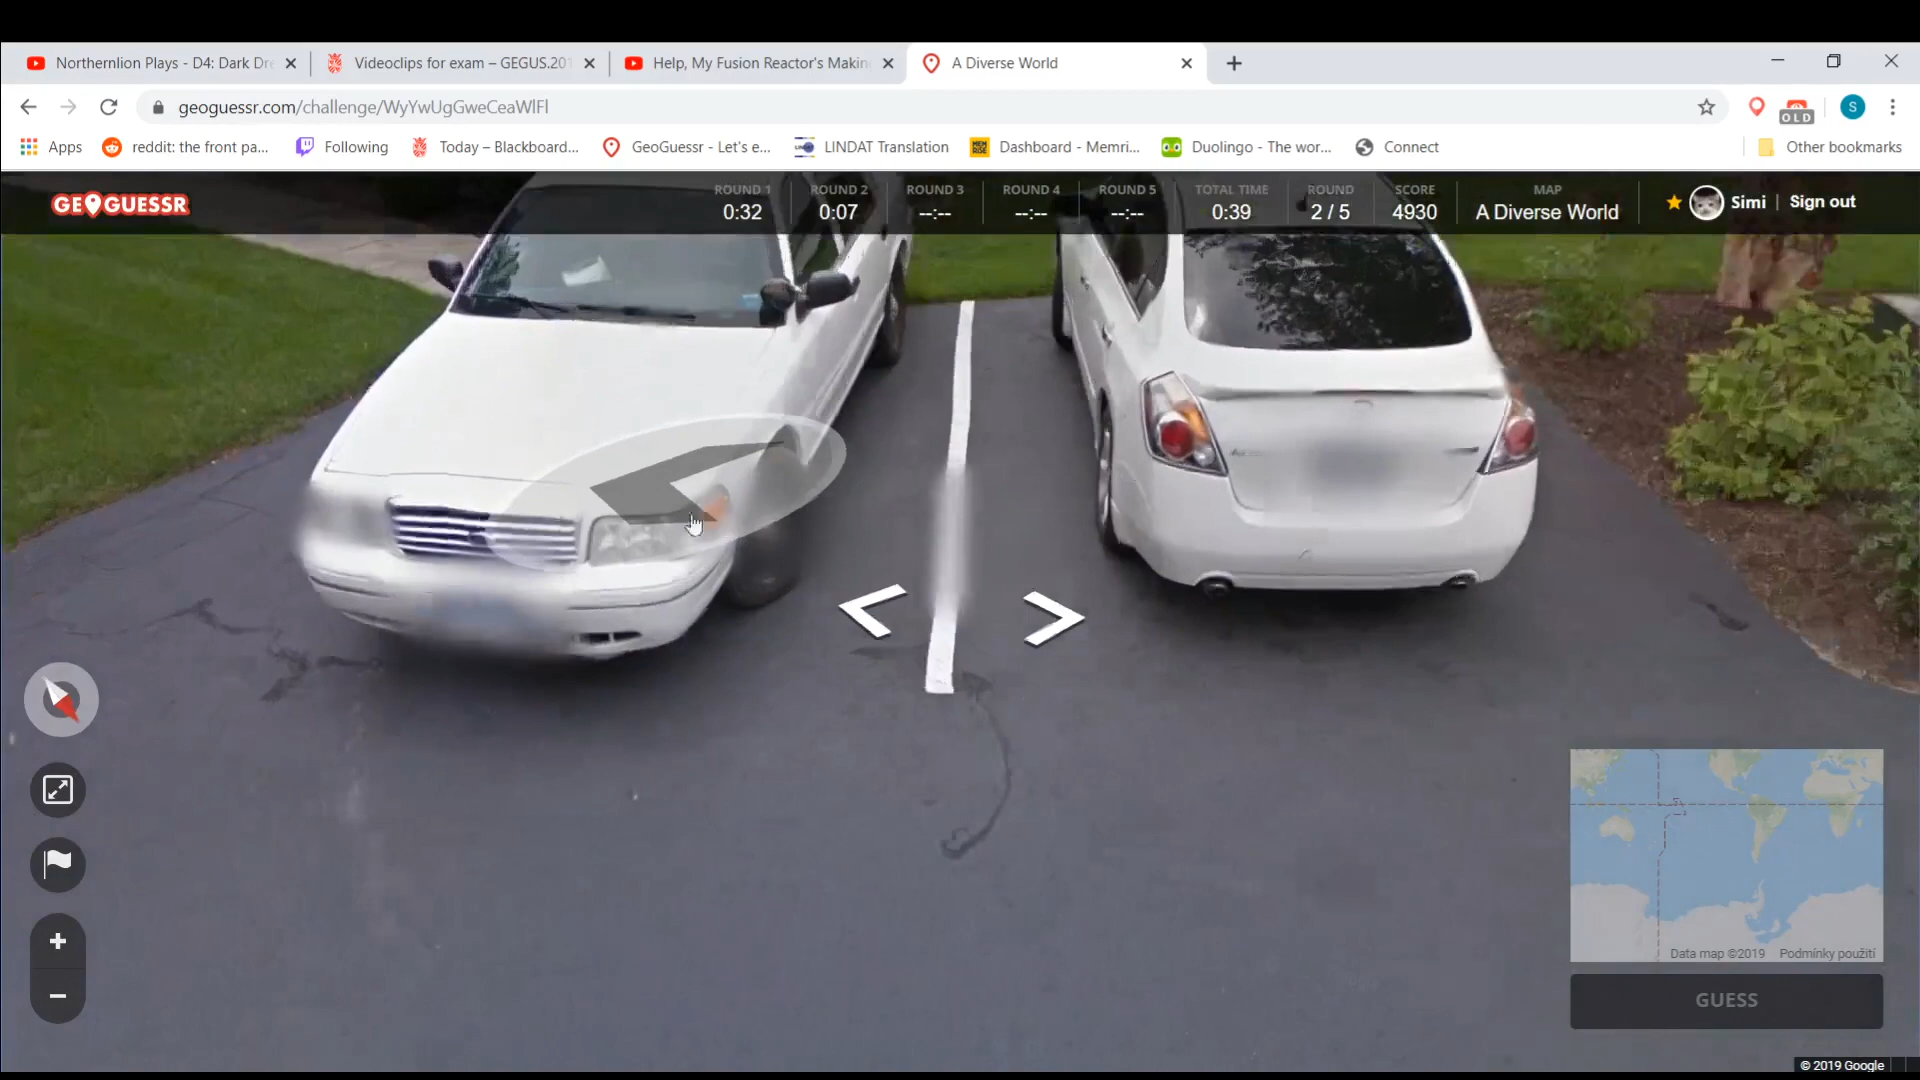 Northernlion Plays - D4: Dark Dre
Videoclips for exam – GEGUS.201
Help, My Fusion Reactor's Makin
A Diverse World
geoguessr.com/challenge/WyYwUgGweCeaWlFl
OLD
S
Apps
reddit: the front pa...
Following
Today – Blackboard...
GeoGuessr - Let's e...
LINDAT Translation
Dashboard - Memri...
Duolingo - The wor...
Connect
Other bookmarks
GEOGUESSR
ROUND 1
0:32
ROUND 2
0:07
ROUND 3
--:--
ROUND 4
--:--
ROUND 5
--:--
TOTAL TIME
0:39
ROUND
2 / 5
SCORE
4930
MAP
A Diverse World
Simi | Sign out
Data map ©2019 Podmínky použití
GUESS
© 2019 Google